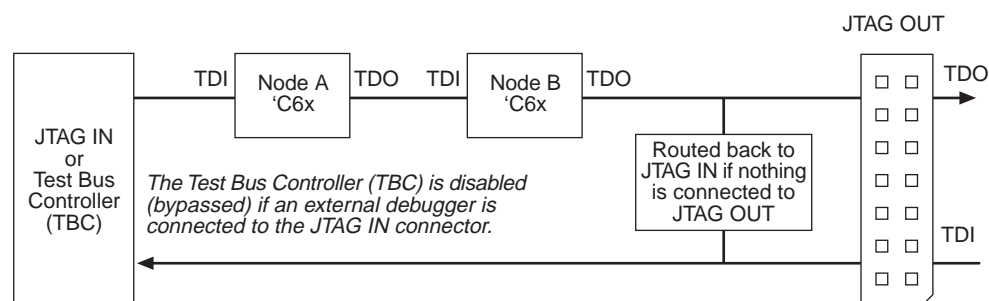 JTAG OUT
TDI
Node A
‘C6x
TDO
TDI
Node B
‘C6x
TDO
TDO
JTAG IN
or
Test Bus
Controller
(TBC)
The Test Bus Controller (TBC) is disabled
(bypassed) if an external debugger is
connected to the JTAG IN connector.
Routed back to
JTAG IN if nothing
is connected to
JTAG OUT
TDI